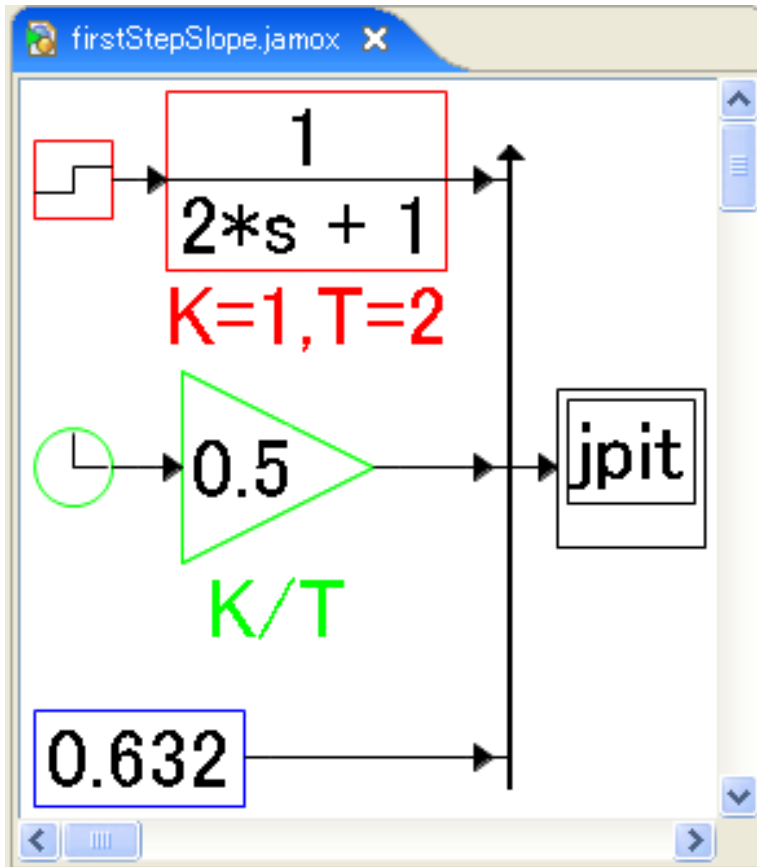 firstStepSlope.jamox
1
2*s + 1
K=1,T=2
0.5
jpit
K/T
0.632